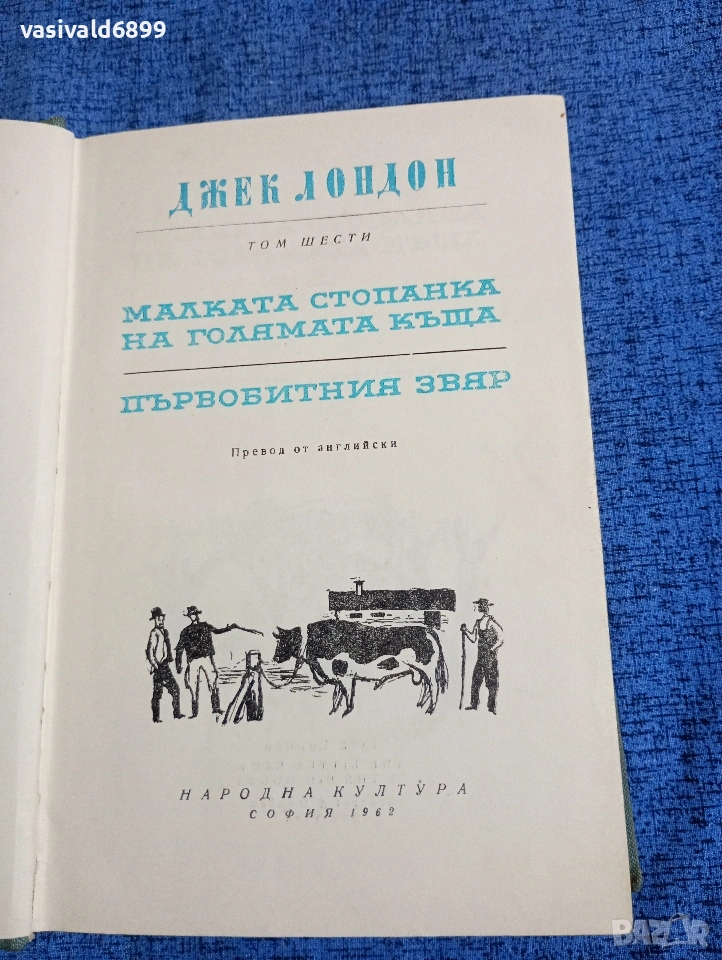 vasivald6899
ДЖЕК ЛОНДОН
ТОМ ШЕСТИ
МАЛКАТА СТОПАНКА
НА ГОЛЯМАТА КЪЩА
ПЪРВОБИТНИЯ ЗВЯР
Превод от английски
НАРОДНА КУЛТУРА
СОФИЯ 1962
BAZAR